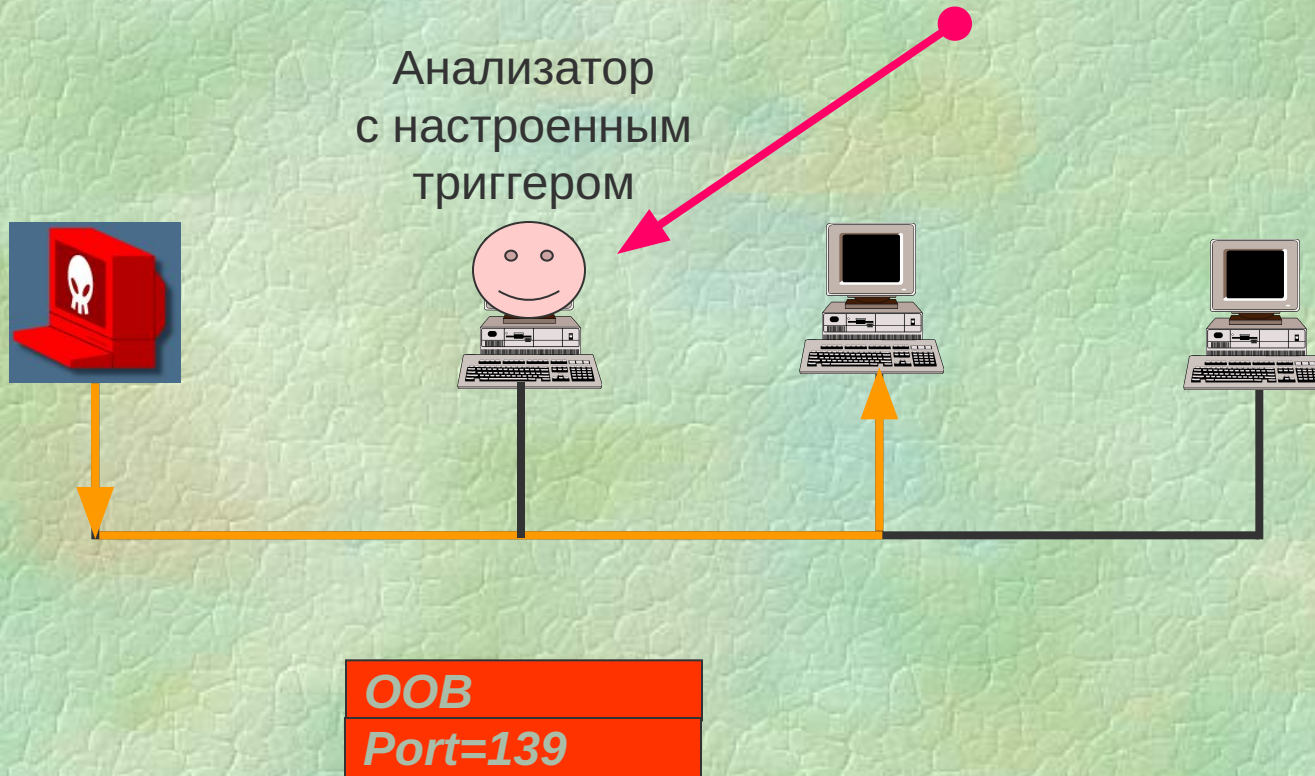 Анализатор
с настроенным
триггером
OOB
Port=139